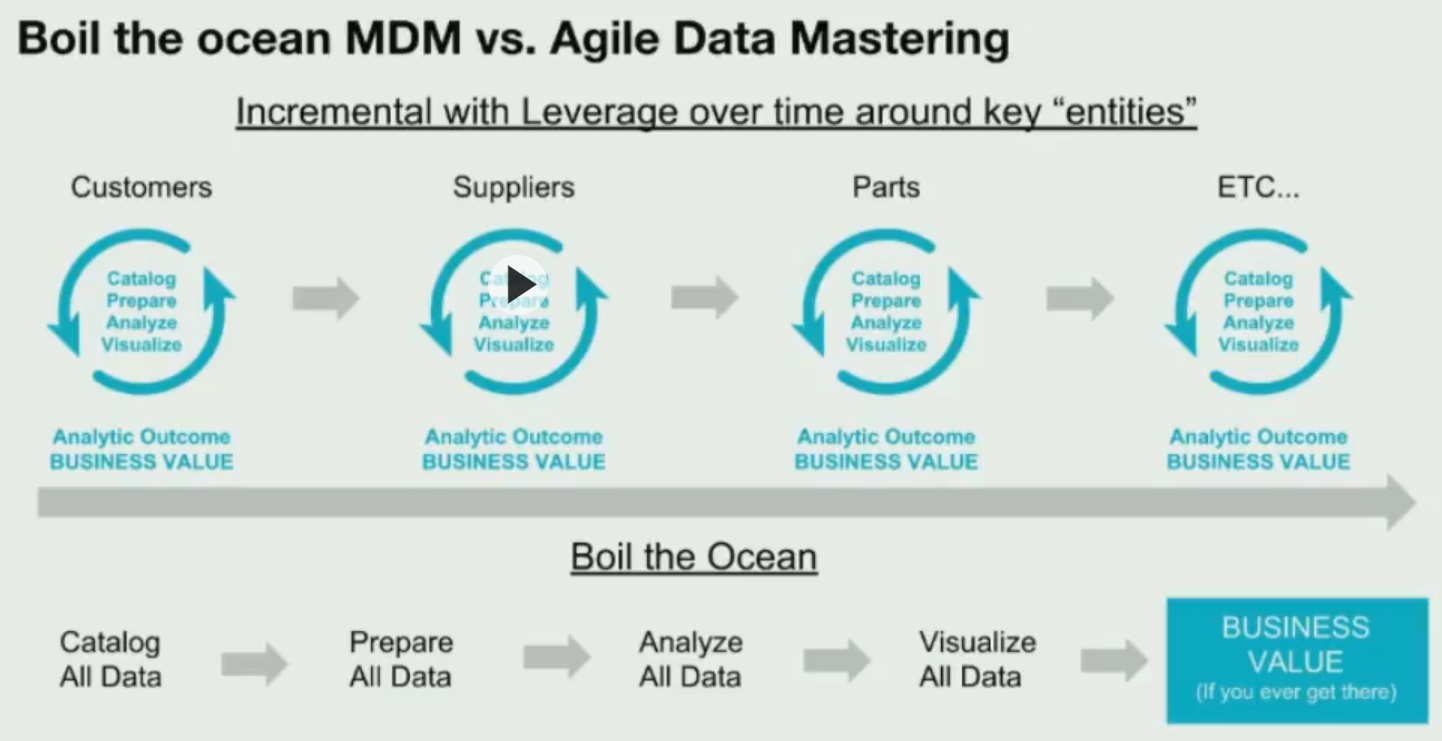 Boil the ocean MDM vs. Agile Data Mastering
Incremental with Leverage over time around key “entities”
Customers
Catalog
Prepare
Analyze
Visualize
Analytic Outcome
BUSINESS VALUE
Suppliers
Catalog
Prepare
Analyze
Visualize
Analytic Outcome
BUSINESS VALUE
Parts
Catalog
Prepare
Analyze
Visualize
Analytic Outcome
BUSINESS VALUE
ETC...
Catalog
Prepare
Analyze
Visualize
Analytic Outcome
BUSINESS VALUE
Boil the Ocean
Catalog
All Data
Prepare
All Data
Analyze
All Data
Visualize
All Data
BUSINESS
VALUE
(If you ever get there)